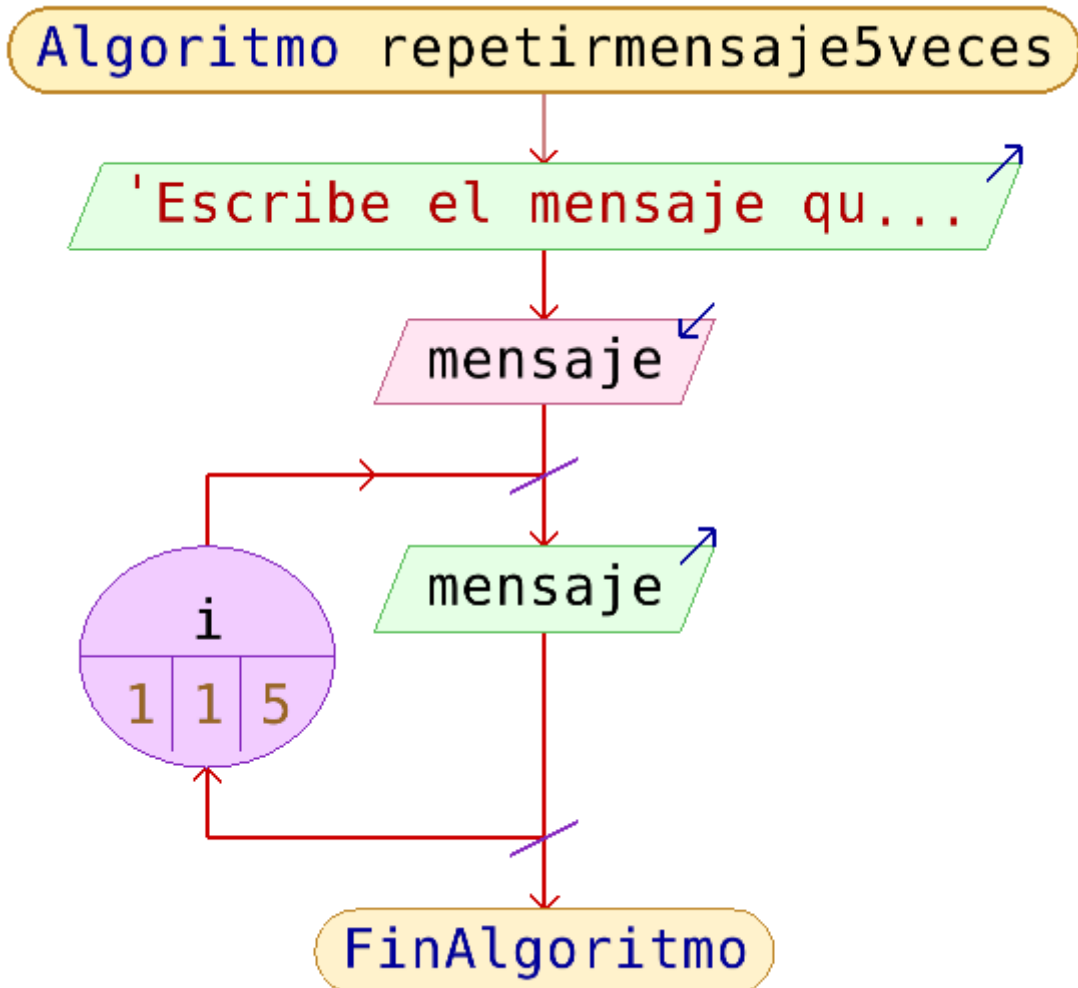 Algoritmo repetirmensaje5veces
'Escribe el mensaje qu...
mensaje
mensaje
i
1 1 5
FinAlgoritmo